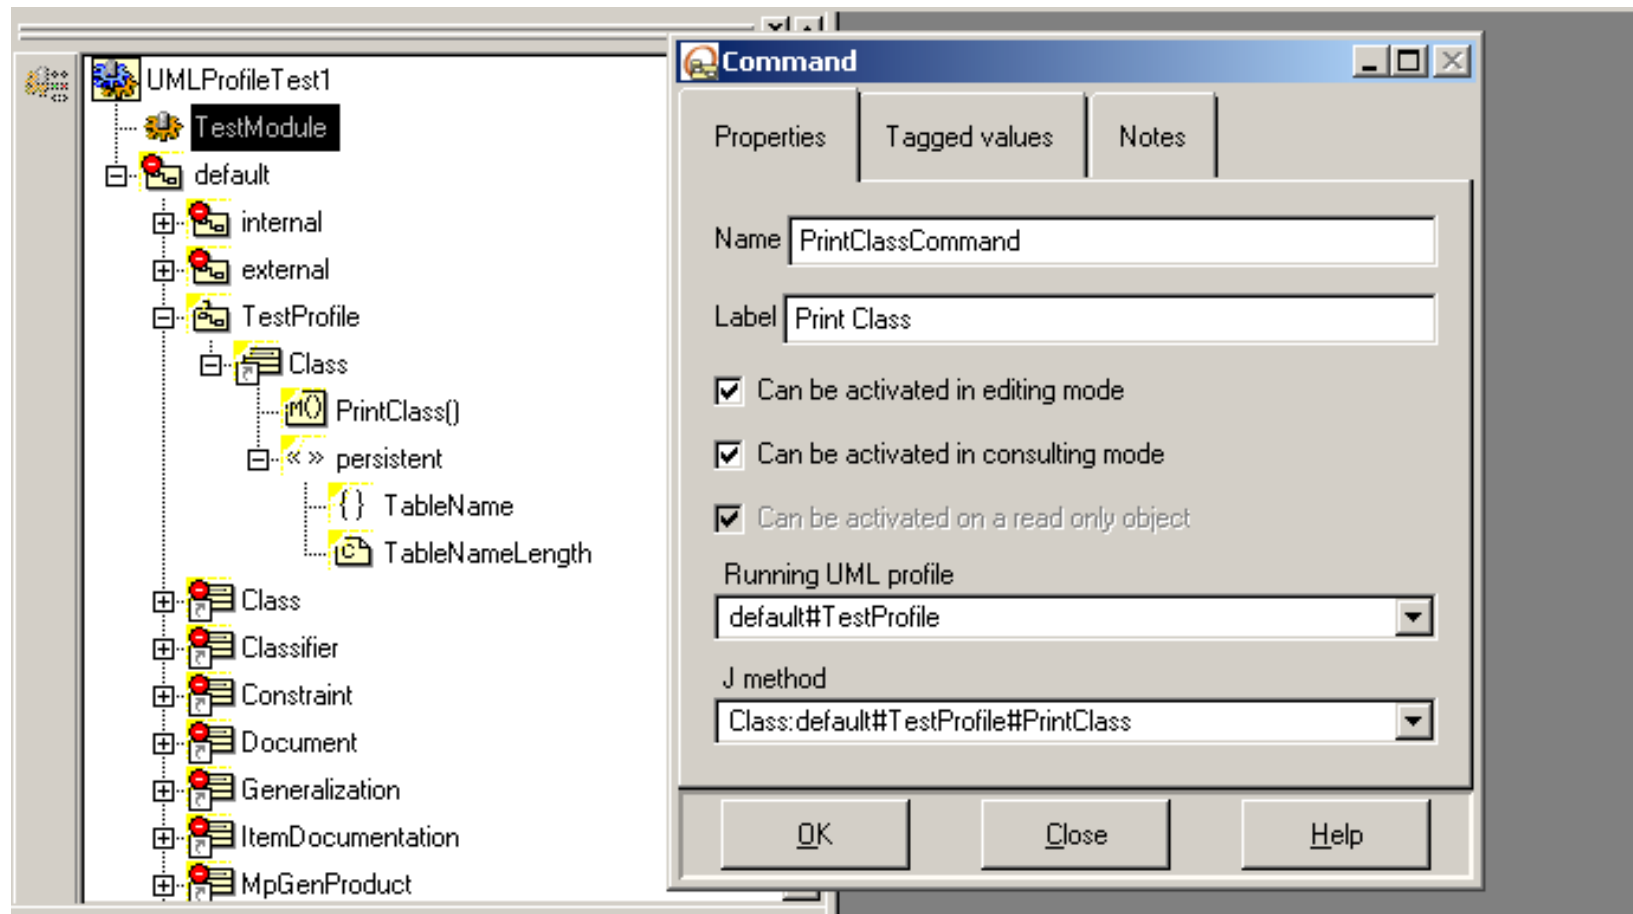 UMLProfileTest1
TestModule
default
internal
external
TestProfile
Class
PrintClass()
«» persistent
{} TableName
TableNameLength
Class
Classifier
Constraint
Document
Generalization
ItemDocumentation
MpGenProduct
Command
Properties
Tagged values
Notes
Name PrintClassCommand
Label Print Class
Can be activated in editing mode
Can be activated in consulting mode
Can be activated on a read only object
Running UML profile
default#TestProfile
J method
Class:default#TestProfile#PrintClass
OK
Close
Help